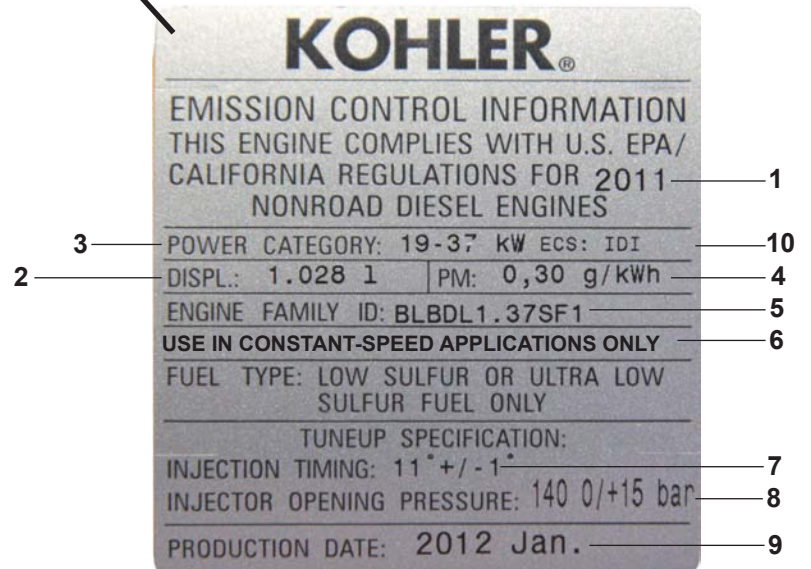 KOHLER®
EMISSION CONTROL INFORMATION
THIS ENGINE COMPLIES WITH U.S. EPA/
CALIFORNIA REGULATIONS FOR 2011 1
NONROAD DIESEL ENGINES
3 POWER CATEGORY: 19-37 kW ECS: IDI 10
2 DISPL.: 1.028 l PM: 0,30 g/kWh 4
ENGINE FAMILY ID: BLBDL1.37SF1 5
USE IN CONSTANT-SPEED APPLICATIONS ONLY 6
FUEL TYPE: LOW SULFUR OR ULTRA LOW
SULFUR FUEL ONLY
TUNEUP SPECIFICATION:
INJECTION TIMING: 11°+/-1° 7
INJECTOR OPENING PRESSURE: 140 0/+15 bar 8
PRODUCTION DATE: 2012 Jan. 9